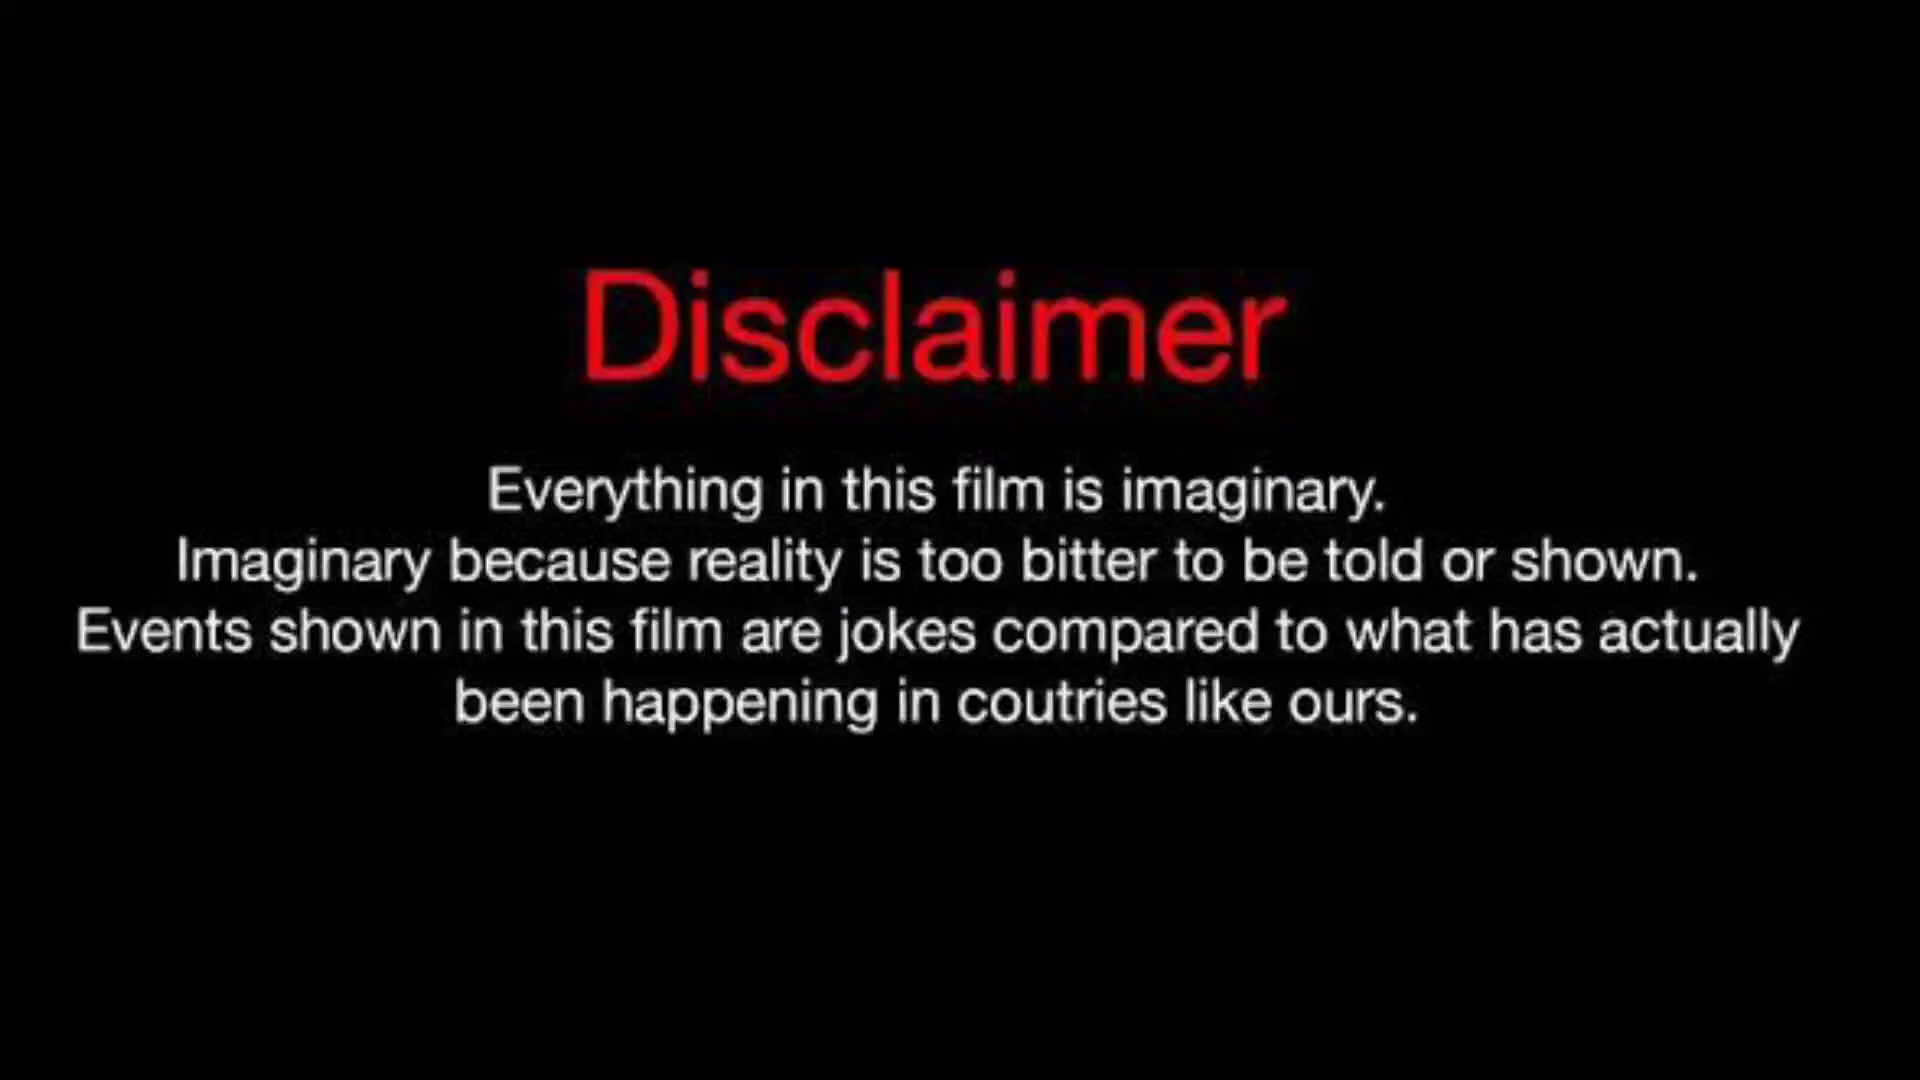 Disclaimer
Everything in this film is imaginary.
Imaginary because reality is too bitter to be told or shown.
Events shown in this film are jokes compared to what has actually
been happening in coutries like ours.